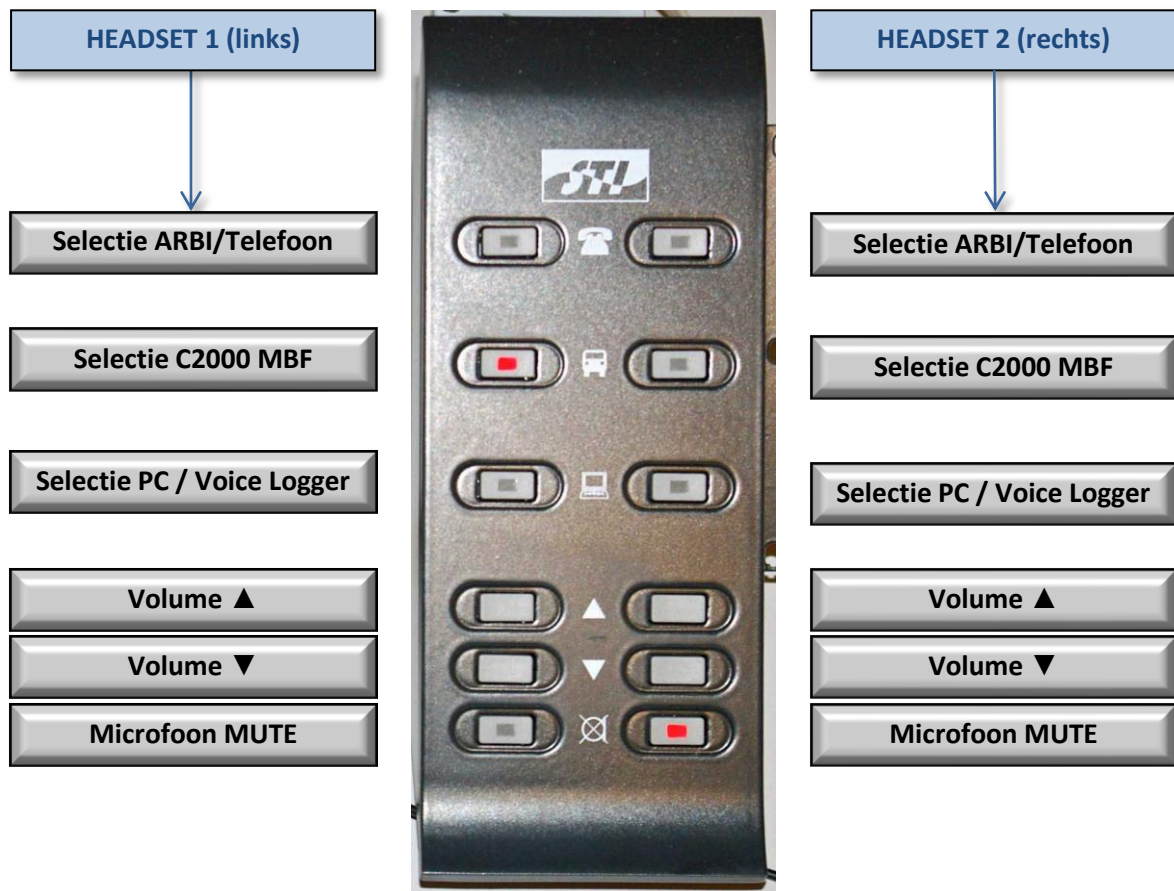 HEADSET 1 (links)
HEADSET 2 (rechts)
STI
Selectie ARBI/Telefoon
Selectie ARBI/Telefoon
Selectie C2000 MBF
Selectie C2000 MBF
Selectie PC / Voice Logger
Selectie PC / Voice Logger
Volume ▲
Volume ▲
Volume ▼
Volume ▼
Microfoon MUTE
Microfoon MUTE